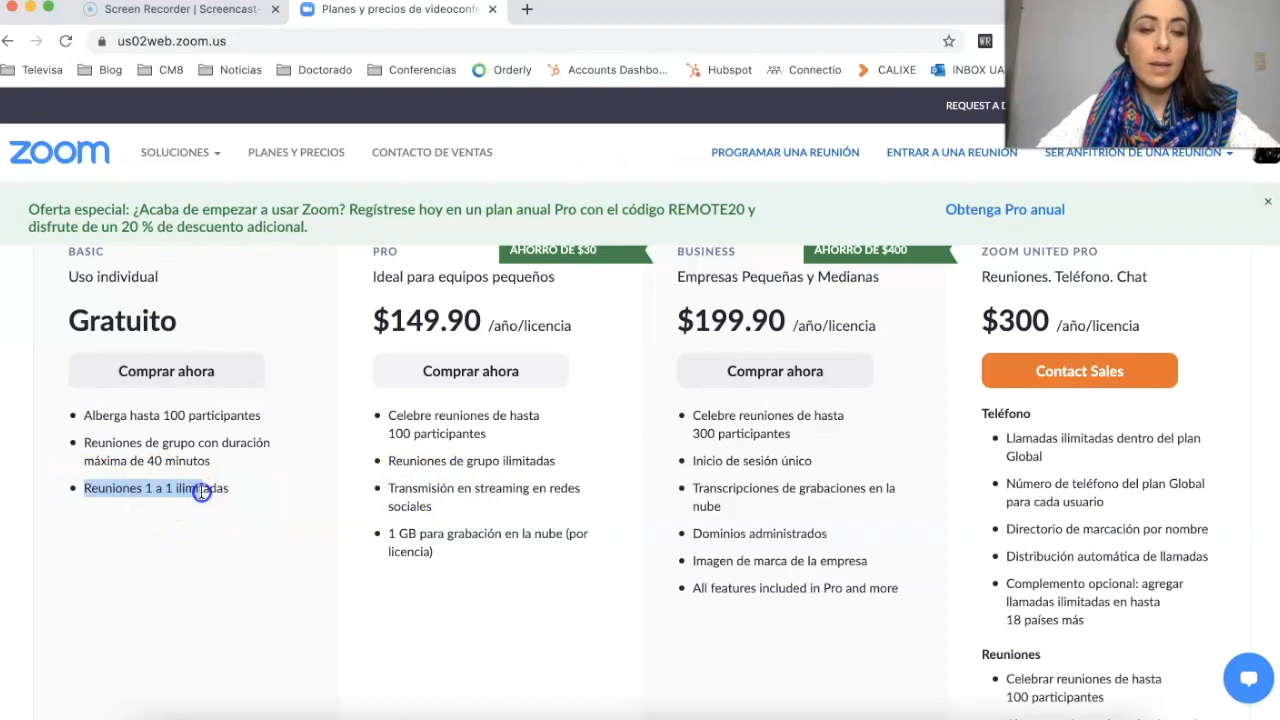 Screen Recorder | Screencast-
Planes y precios de videoconfe
us02web.zoom.us
WR
Televisa
Blog
CM8
Noticias
Doctorado
Conferencias
Orderly
Accounts Dashbo...
Hubspot
Connectio
CALIXE
INBOX UA
REQUEST A D
zoom
SOLUCIONES
PLANES Y PRECIOS
CONTACTO DE VENTAS
PROGRAMAR UNA REUNIÓN
ENTRAR A UNA REUNIÓN
SER ANFITRIÓN DE UNA REUNIÓN
Oferta especial: ¿Acaba de empezar a usar Zoom? Regístrese hoy en un plan anual Pro con el código REMOTE20 y
disfrute de un 20 % de descuento adicional.
Obtenga Pro anual
BASIC
Uso individual
Gratuito
Comprar ahora
Alberga hasta 100 participantes
Reuniones de grupo con duración
máxima de 40 minutos
Reuniones 1 a 1 ilimitadas
PRO
AHORRO DE $30
Ideal para equipos pequeños
$149.90 /año/licencia
Comprar ahora
Celebre reuniones de hasta
100 participantes
Reuniones de grupo ilimitadas
Transmisión en streaming en redes
sociales
1 GB para grabación en la nube (por
licencia)
BUSINESS
AHORRO DE $400
Empresas Pequeñas y Medianas
$199.90 /año/licencia
Comprar ahora
Celebre reuniones de hasta
300 participantes
Inicio de sesión único
Transcripciones de grabaciones en la
nube
Dominios administrados
Imagen de marca de la empresa
All features included in Pro and more
ZOOM UNITED PRO
Reuniones. Teléfono. Chat
$300 /año/licencia
Contact Sales
Teléfono
Llamadas ilimitadas dentro del plan
Global
Número de teléfono del plan Global
para cada usuario
Directorio de marcación por nombre
Distribución automática de llamadas
Complemento opcional: agregar
llamadas ilimitadas en hasta
18 países más
Reuniones
Celebrar reuniones de hasta
100 participantes